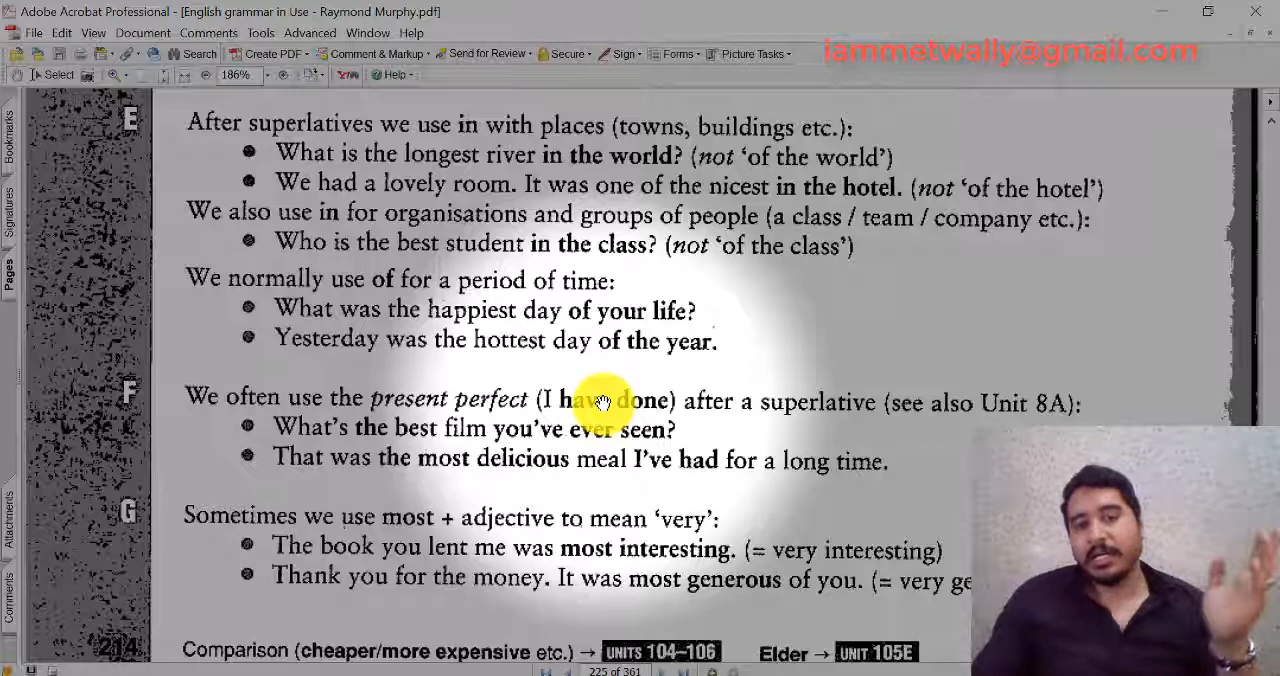 Adobe Acrobat Professional - [English grammar in Use - Raymond Murphy.pdf]
File Edit View Document Comments Tools Advanced Window Help
iammetwally@gmail.com
Search Create PDF Comment & Markup Send for Review Secure Sign Forms Picture Tasks
Select 186% Help
Bookmarks
Signatures
Pages
Attachments
Comments
E
After superlatives we use in with places (towns, buildings etc.):
What is the longest river in the world? (not 'of the world')
We had a lovely room. It was one of the nicest in the hotel. (not 'of the hotel')
We also use in for organisations and groups of people (a class / team / company etc.):
Who is the best student in the class? (not 'of the class')
We normally use of for a period of time:
What was the happiest day of your life?
Yesterday was the hottest day of the year.
F
We often use the present perfect (I have done) after a superlative (see also Unit 8A):
What's the best film you've ever seen?
That was the most delicious meal I've had for a long time.
G
Sometimes we use most + adjective to mean 'very':
The book you lent me was most interesting. (= very interesting)
Thank you for the money. It was most generous of you. (= very ge
214
Comparison (cheaper/more expensive etc.) → UNITS 104–106 Elder → UNIT 105E
225 of 361